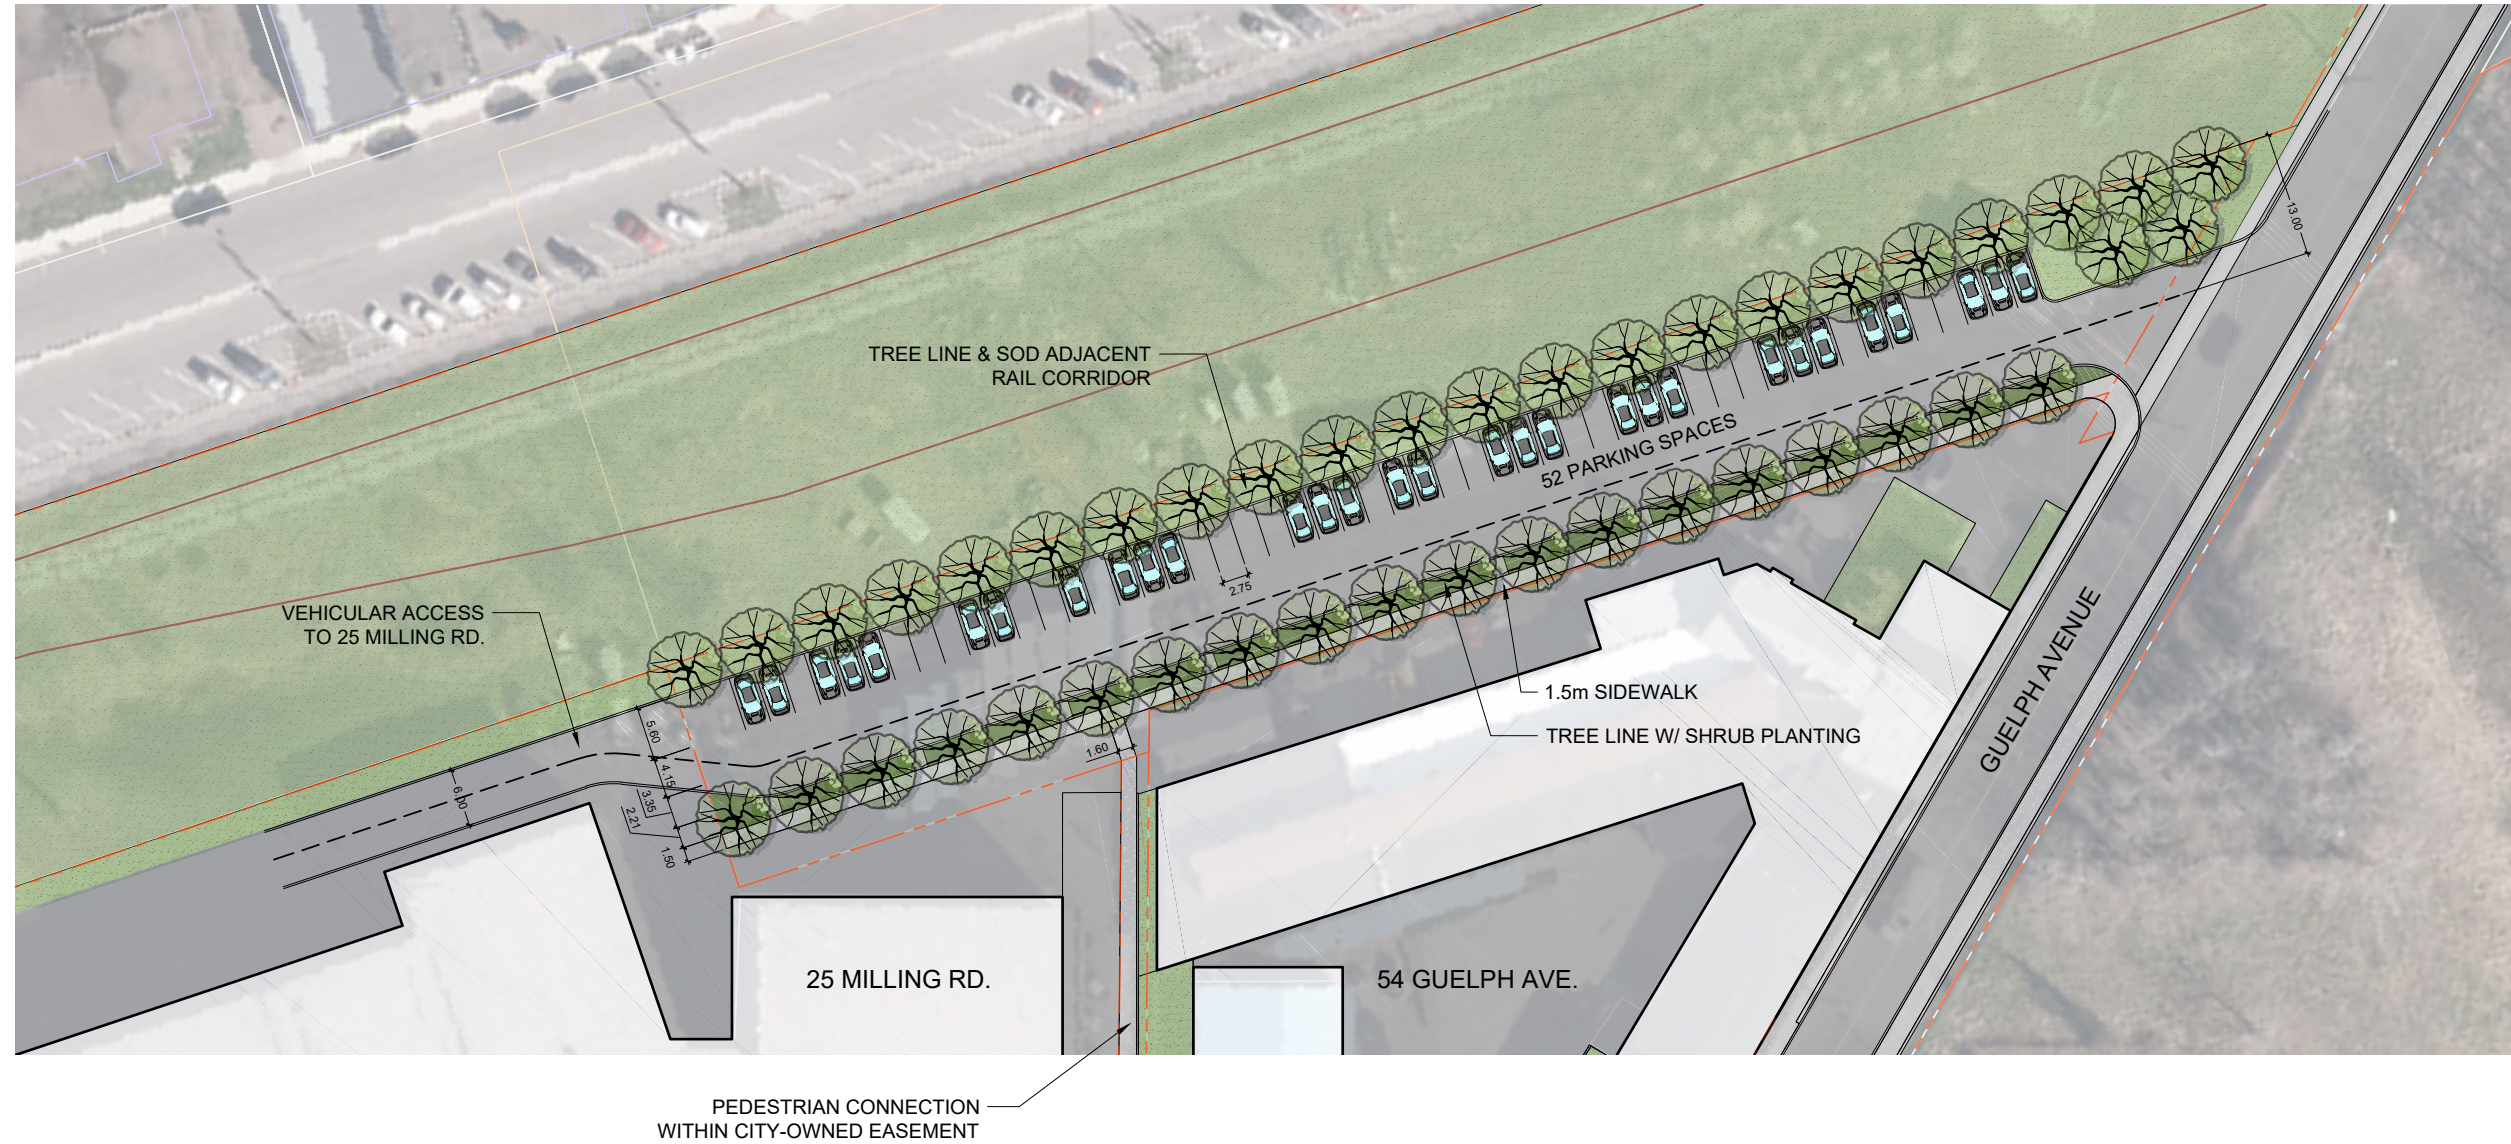 13.00
TREE LINE & SOD ADJACENT
RAIL CORRIDOR
52 PARKING SPACES
2.75
VEHICULAR ACCESS
TO 25 MILLING RD.
GUELPH AVENUE
1.5m SIDEWALK
TREE LINE W/ SHRUB PLANTING
5.60
4.15
3.35
2.21
1.50
6.00
1.60
25 MILLING RD.
54 GUELPH AVE.
PEDESTRIAN CONNECTION
WITHIN CITY-OWNED EASEMENT